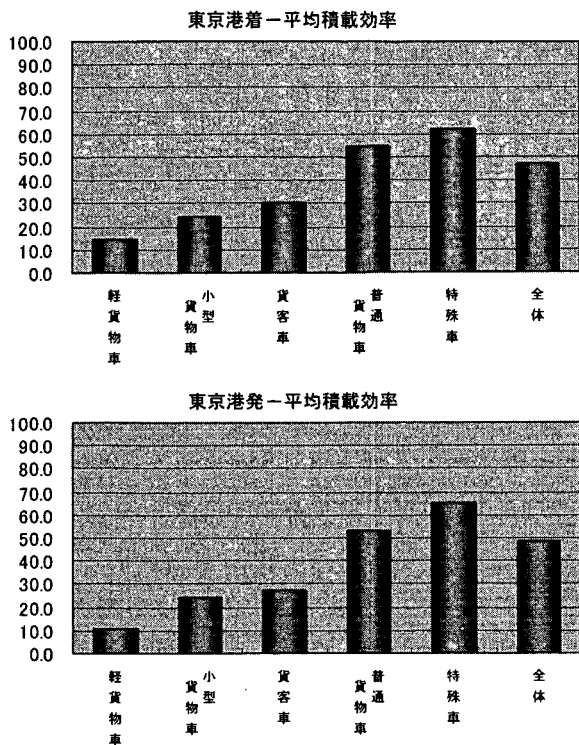 東京港着－平均積載効率
100.0
90.0
80.0
70.0
60.0
50.0
40.0
30.0
20.0
10.0
0.0
軽貨物車
小型貨物車
貨客車
普通貨物車
特殊車
全体
東京港発－平均積載効率
100.0
90.0
80.0
70.0
60.0
50.0
40.0
30.0
20.0
10.0
0.0
軽貨物車
小型貨物車
貨客車
普通貨物車
特殊車
全体